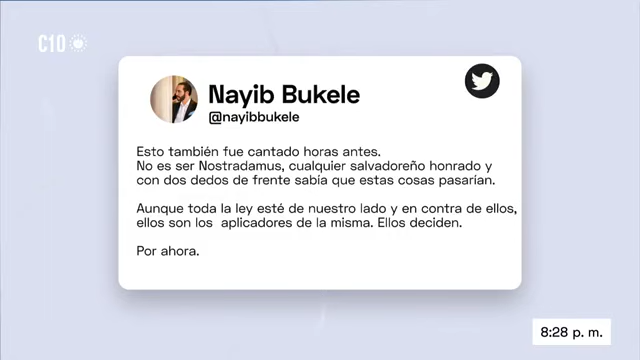 C10
Nayib Bukele
@nayibbukele
Esto también fue cantado horas antes.
No es ser Nostradamus, cualquier salvadoreño honrado y
con dos dedos de frente sabía que estas cosas pasarían.
Aunque toda la ley esté de nuestro lado y en contra de ellos,
ellos son los aplicadores de la misma. Ellos deciden.
Por ahora.
8:28 p. m.